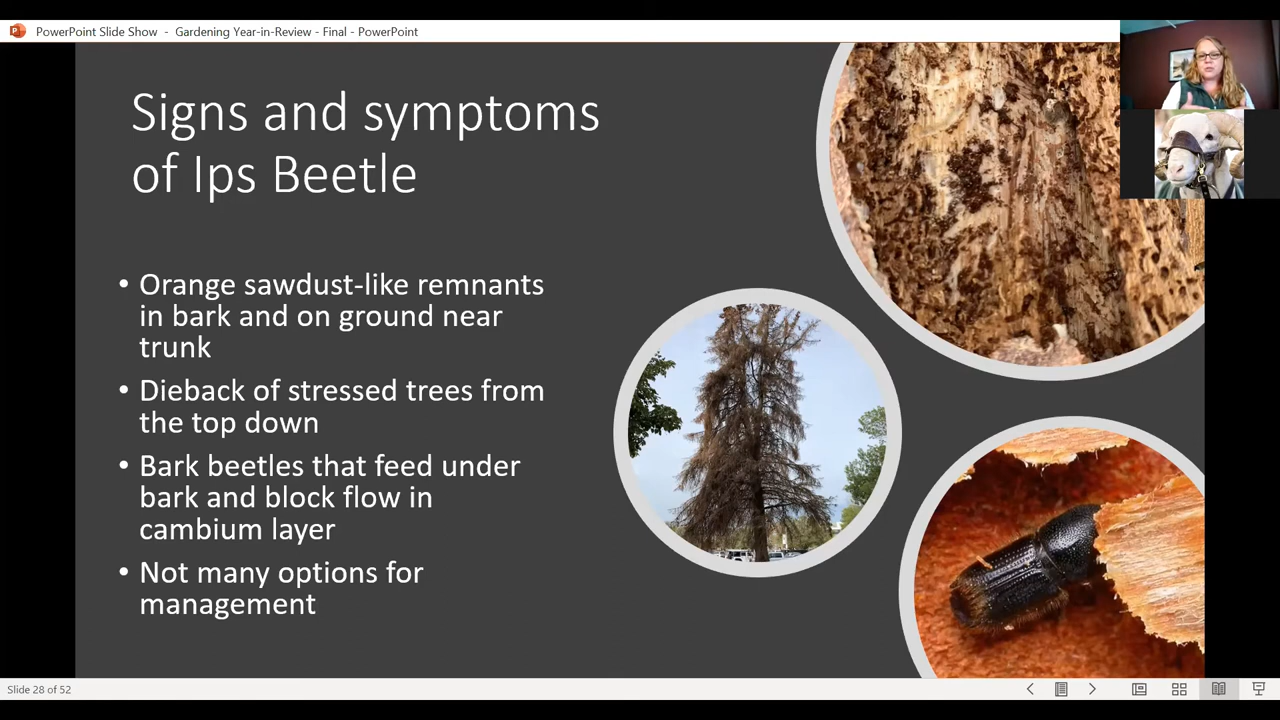 PowerPoint Slide Show - Gardening Year-in-Review - Final - PowerPoint
Signs and symptoms
of Ips Beetle
• Orange sawdust-like remnants
in bark and on ground near
trunk
• Dieback of stressed trees from
the top down
• Bark beetles that feed under
bark and block flow in
cambium layer
• Not many options for
management
Slide 28 of 52